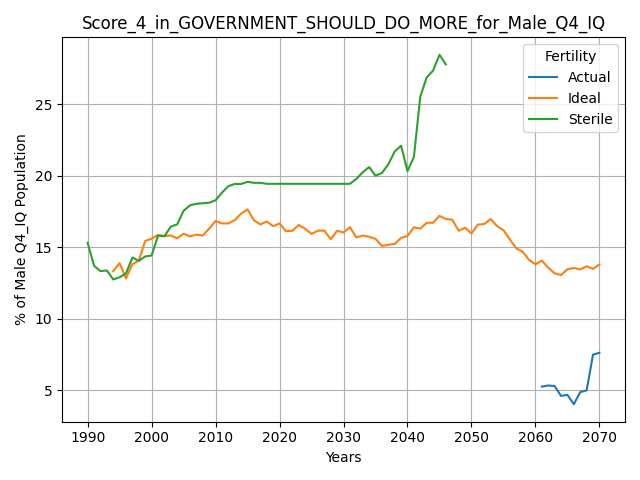 Score_4_in_GOVERNMENT_SHOULD_DO_MORE_for_Male_Q4_IQ
Fertility
Actual
Ideal
Sterile
% of Male Q4_IQ Population
25
20
15
10
5
1990 2000 2010 2020 2030 2040 2050 2060 2070
Years